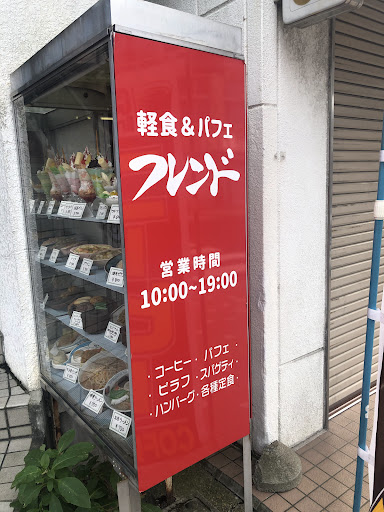 軽食&パフェ
フレンド
営業時間
10:00~19:00
・コーヒー・パフェ・
・ピラフ・スパゲティ・
・ハンバーグ・各種定食・